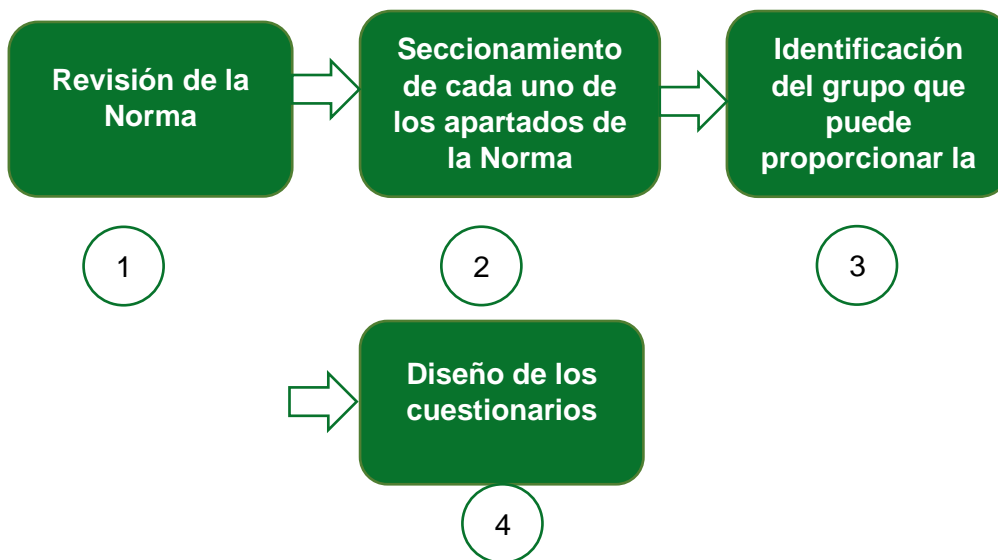 Revisión de la
Norma
Seccionamiento
de cada uno de
los apartados de
la Norma
Identificación
del grupo que
puede
proporcionar la
1
2
3
Diseño de los
cuestionarios
4